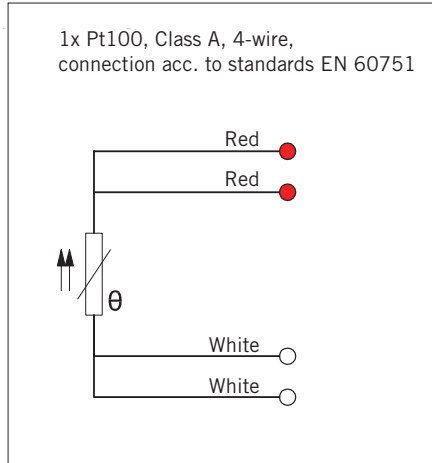 1x Pt100, Class A, 4-wire,
connection acc. to standards EN 60751
Red
Red
θ
White
White